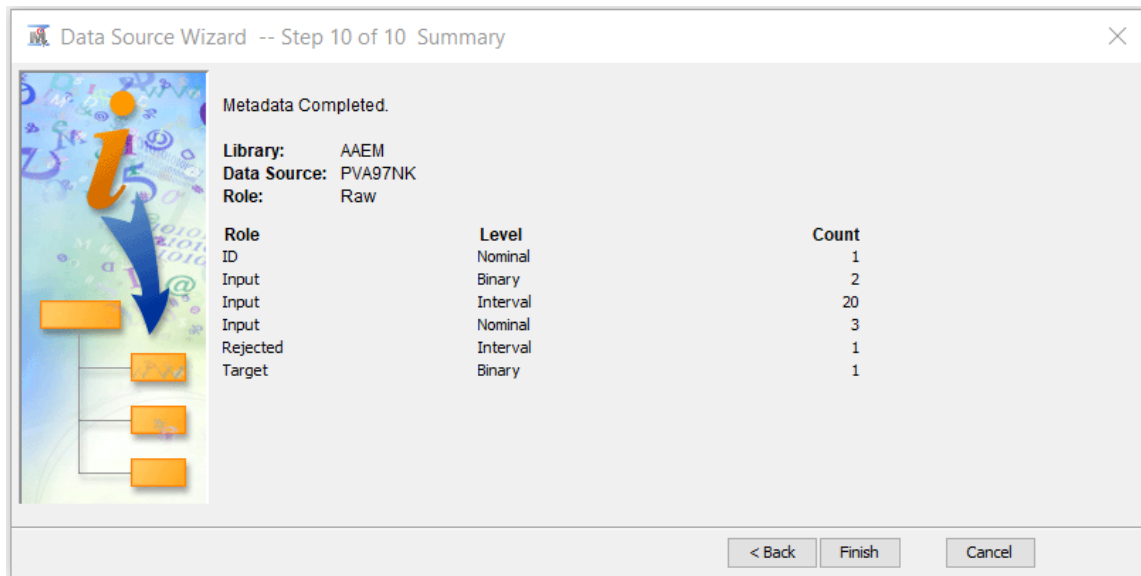 Data Source Wizard -- Step 10 of 10 Summary
Metadata Completed.
Library: AAEM
Data Source: PVA97NK
Role: Raw
Role Level Count
ID Nominal 1
Input Binary 2
Input Interval 20
Input Nominal 3
Rejected Interval 1
Target Binary 1
< Back Finish Cancel